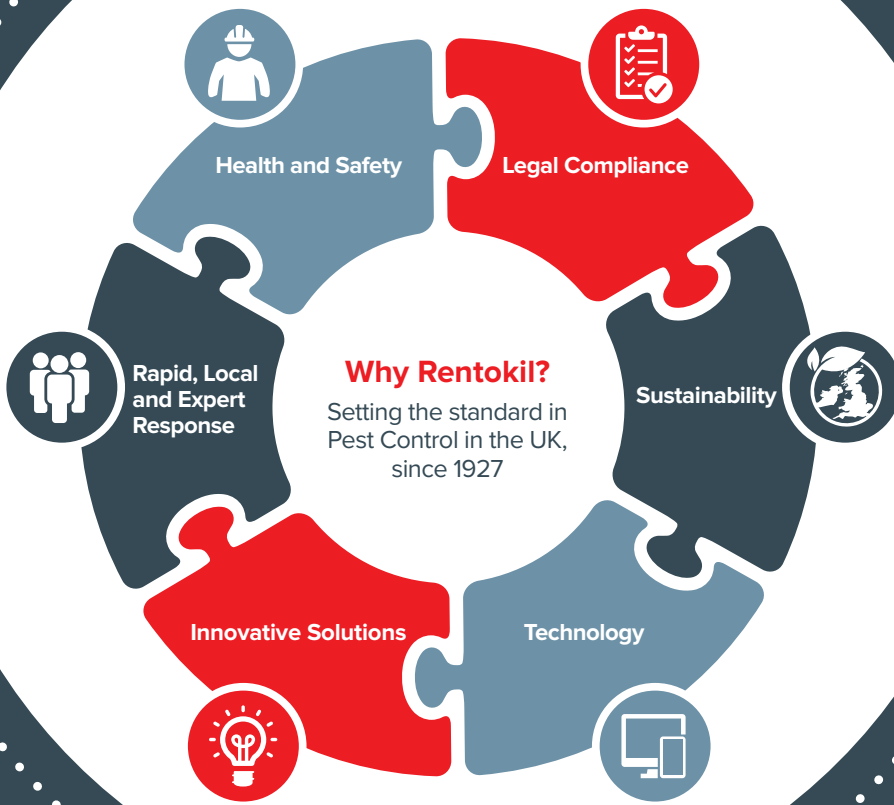 Health and Safety
Legal Compliance
Rapid, Local
and Expert
Response
Why Rentokil?
Setting the standard in
Pest Control in the UK,
since 1927
Sustainability
Innovative Solutions
Technology